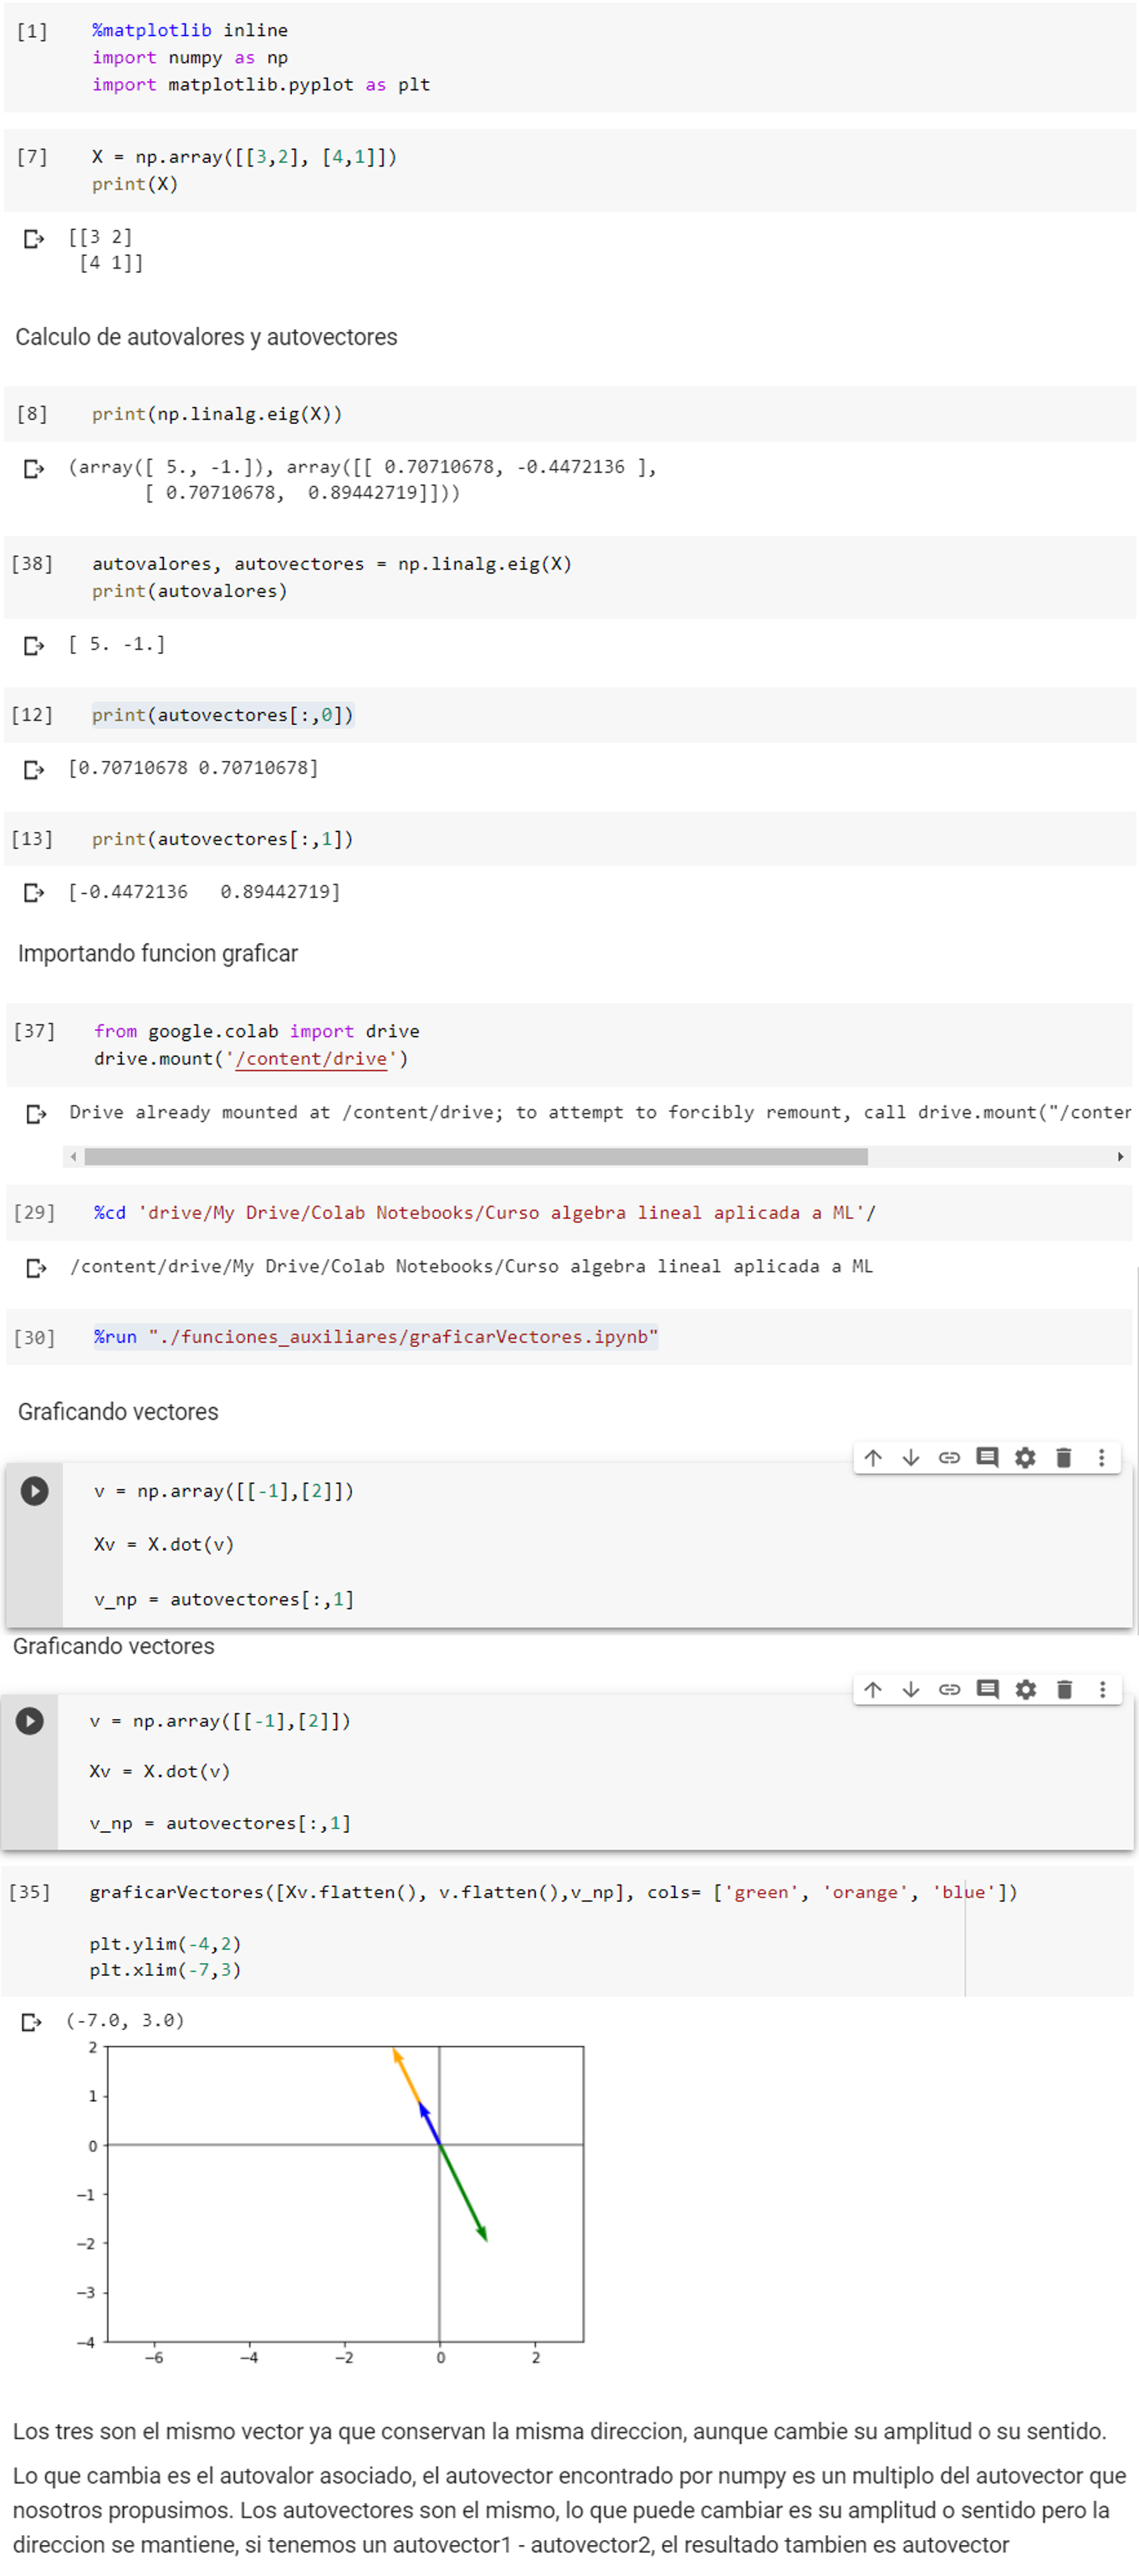 [1] %matplotlib inline
import numpy as np
import matplotlib.pyplot as plt
[7] X = np.array([[3,2], [4,1]])
print(X)
[[3 2]
[4 1]]
Calculo de autovalores y autovectores
[8] print(np.linalg.eig(X))
(array([ 5., -1.]), array([[ 0.70710678, -0.4472136 ],
[ 0.70710678, 0.89442719]]))
[38] autovalores, autovectores = np.linalg.eig(X)
print(autovalores)
[ 5. -1.]
[12] print(autovectores[:,0])
[0.70710678 0.70710678]
[13] print(autovectores[:,1])
[-0.4472136 0.89442719]
Importando funcion graficar
[37] from google.colab import drive
drive.mount('/content/drive')
Drive already mounted at /content/drive; to attempt to forcibly remount, call drive.mount("/conter
[29] %cd 'drive/My Drive/Colab Notebooks/Curso algebra lineal aplicada a ML'/
/content/drive/My Drive/Colab Notebooks/Curso algebra lineal aplicada a ML
[30] %run "./funciones_auxiliares/graficarVectores.ipynb"
Graficando vectores
v = np.array([[-1],[2]])
Xv = X.dot(v)
v_np = autovectores[:,1]
Graficando vectores
v = np.array([[-1],[2]])
Xv = X.dot(v)
v_np = autovectores[:,1]
[35] graficarVectores([Xv.flatten(), v.flatten(),v_np], cols= ['green', 'orange', 'blue'])
plt.ylim(-4,2)
plt.xlim(-7,3)
(-7.0, 3.0)
2
1
0
−1
−2
−3
−4
−6 −4 −2 0 2
Los tres son el mismo vector ya que conservan la misma direccion, aunque cambie su amplitud o su sentido.
Lo que cambia es el autovalor asociado, el autovector encontrado por numpy es un multiplo del autovector que
nosotros propusimos. Los autovectores son el mismo, lo que puede cambiar es su amplitud o sentido pero la
direccion se mantiene, si tenemos un autovector1 - autovector2, el resultado tambien es autovector